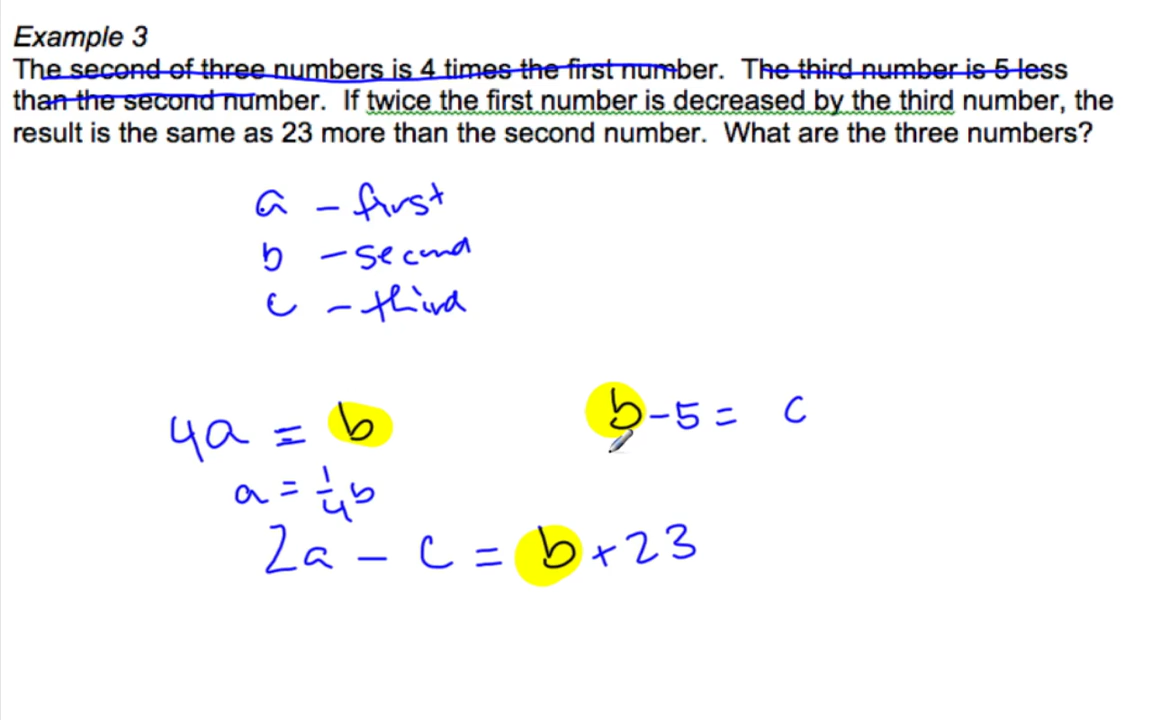 Example 3
The second of three numbers is 4 times the first number. The third number is 5 less
than the second number. If twice the first number is decreased by the third number, the
result is the same as 23 more than the second number. What are the three numbers?
a - first
b - second
c - third
4a = b
b - 5 = c
a = 1/4 b
2a - c = b + 23